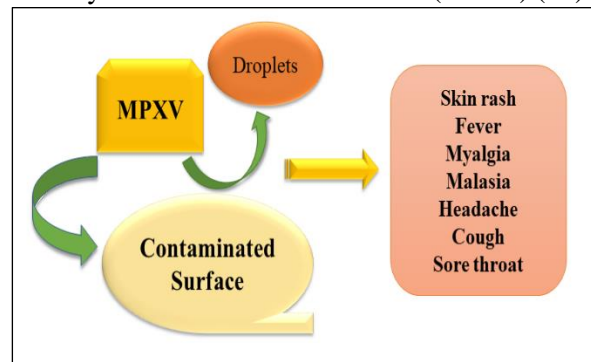 Droplets
MPXV
Contaminated
Surface
Skin rash
Fever
Myalgia
Malasia
Headache
Cough
Sore throat